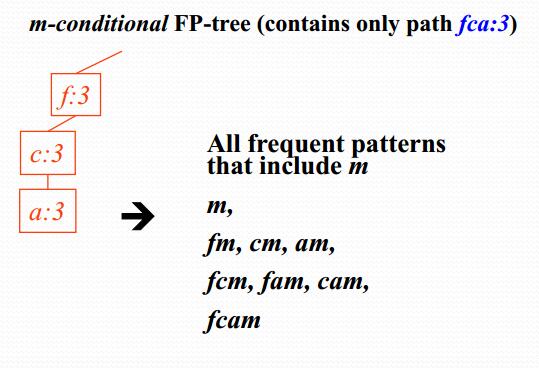 m-conditional FP-tree (contains only path fca:3)
f:3
c:3
a:3
All frequent patterns
that include m
m,
fm, cm, am,
fcm, fam, cam,
fcam